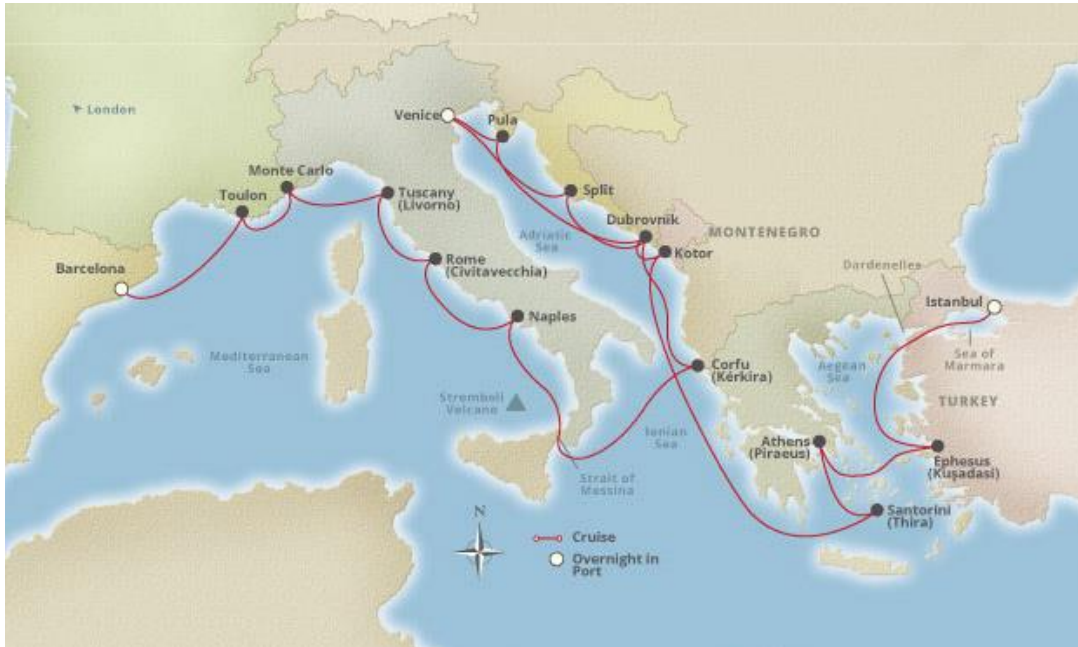 London
Venice
Pula
Monte Carlo
Toulon
Tuscany
(Livorno)
Split
Dubrovnik
MONTENEGRO
Adriatic
Sea
Kotor
Rome
(Civitavecchia)
Barcelona
Dardenelles
Istanbul
Naples
Mediterranean
Sea
Corfu
(Kérkira)
Aegean
Sea
Sea of
Marmara
Stromboli
Volcano
TURKEY
Ionian
Sea
Athens
(Piraeus)
Ephesus
(Kuşadasi)
Strait of
Messina
Santorini
(Thira)
N
Cruise
Overnight in
Port